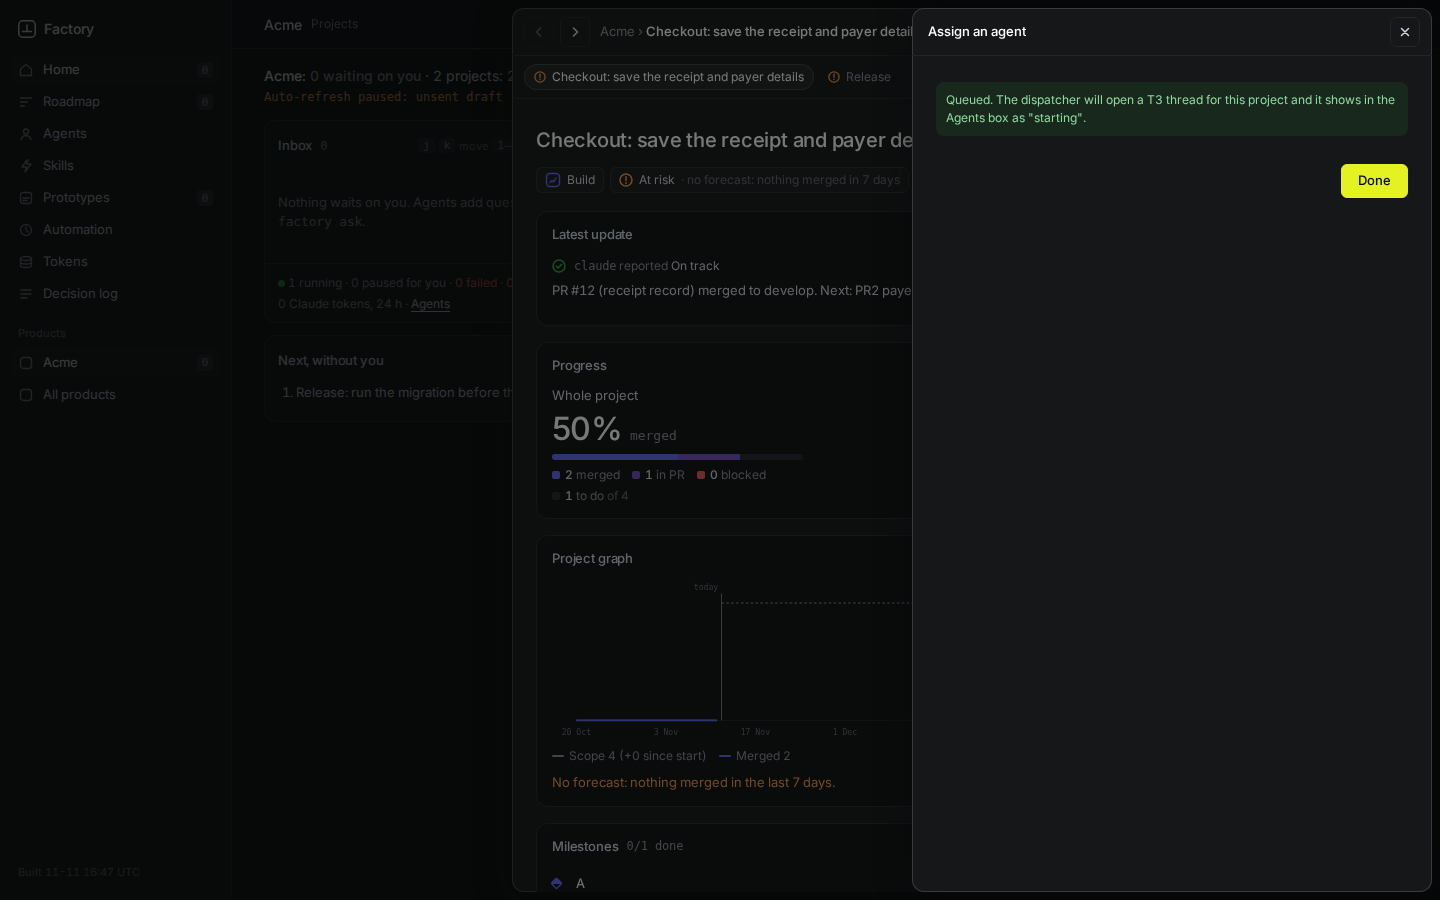 Factory
Home 0
Roadmap 0
Agents
Skills
Prototypes 0
Automation
Tokens
Decision log
Products
Acme 0
All products
Built 11-11 16:47 UTC
Acme Projects
Acme: 0 waiting on you · 2 projects: 2
Auto-refresh paused: unsent draft
Inbox 0 j k move 1–
Nothing waits on you. Agents add que
factory ask.
1 running · 0 paused for you · 0 failed · 0
0 Claude tokens, 24 h · Agents
Next, without you
1. Release: run the migration before th
Acme › Checkout: save the receipt and payer detail
Checkout: save the receipt and payer details Release
Checkout: save the receipt and payer de
Build At risk · no forecast: nothing merged in 7 days
Latest update
claude reported On track
PR #12 (receipt record) merged to develop. Next: PR2 paye
Progress
Whole project
50% merged
2 merged 1 in PR 0 blocked
1 to do of 4
Project graph
today
20 Oct 3 Nov 17 Nov 1 Dec
Scope 4 (+0 since start) Merged 2
No forecast: nothing merged in the last 7 days.
Milestones 0/1 done
A
Assign an agent
Queued. The dispatcher will open a T3 thread for this project and it shows in the
Agents box as "starting".
Done